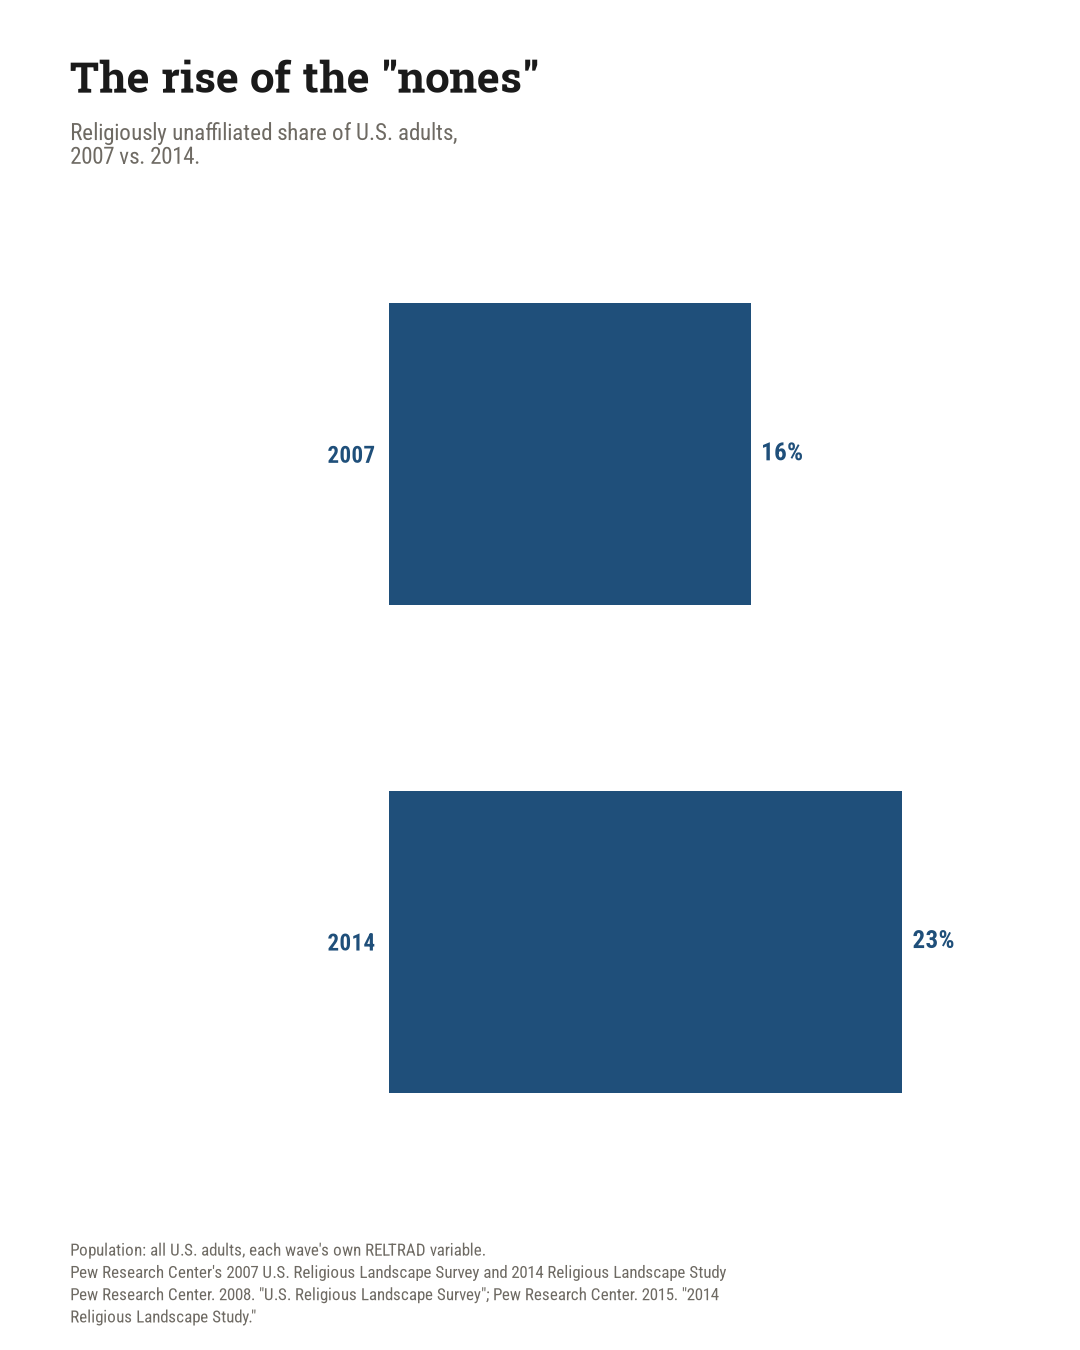 The rise of the "nones"
Religiously unaffiliated share of U.S. adults,
2007 vs. 2014.
2007
16%
2014
23%
Population: all U.S. adults, each wave's own RELTRAD variable.
Pew Research Center's 2007 U.S. Religious Landscape Survey and 2014 Religious Landscape Study
Pew Research Center. 2008. "U.S. Religious Landscape Survey"; Pew Research Center. 2015. "2014
Religious Landscape Study."